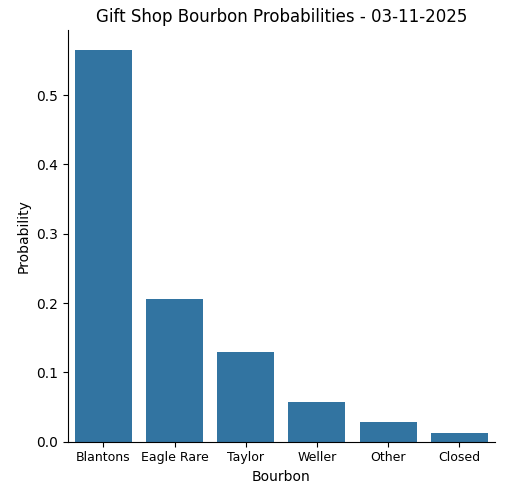 Gift Shop Bourbon Probabilities - 03-11-2025
Probability
0.5
0.4
0.3
0.2
0.1
0.0
Blantons Eagle Rare Taylor Weller Other Closed
Bourbon